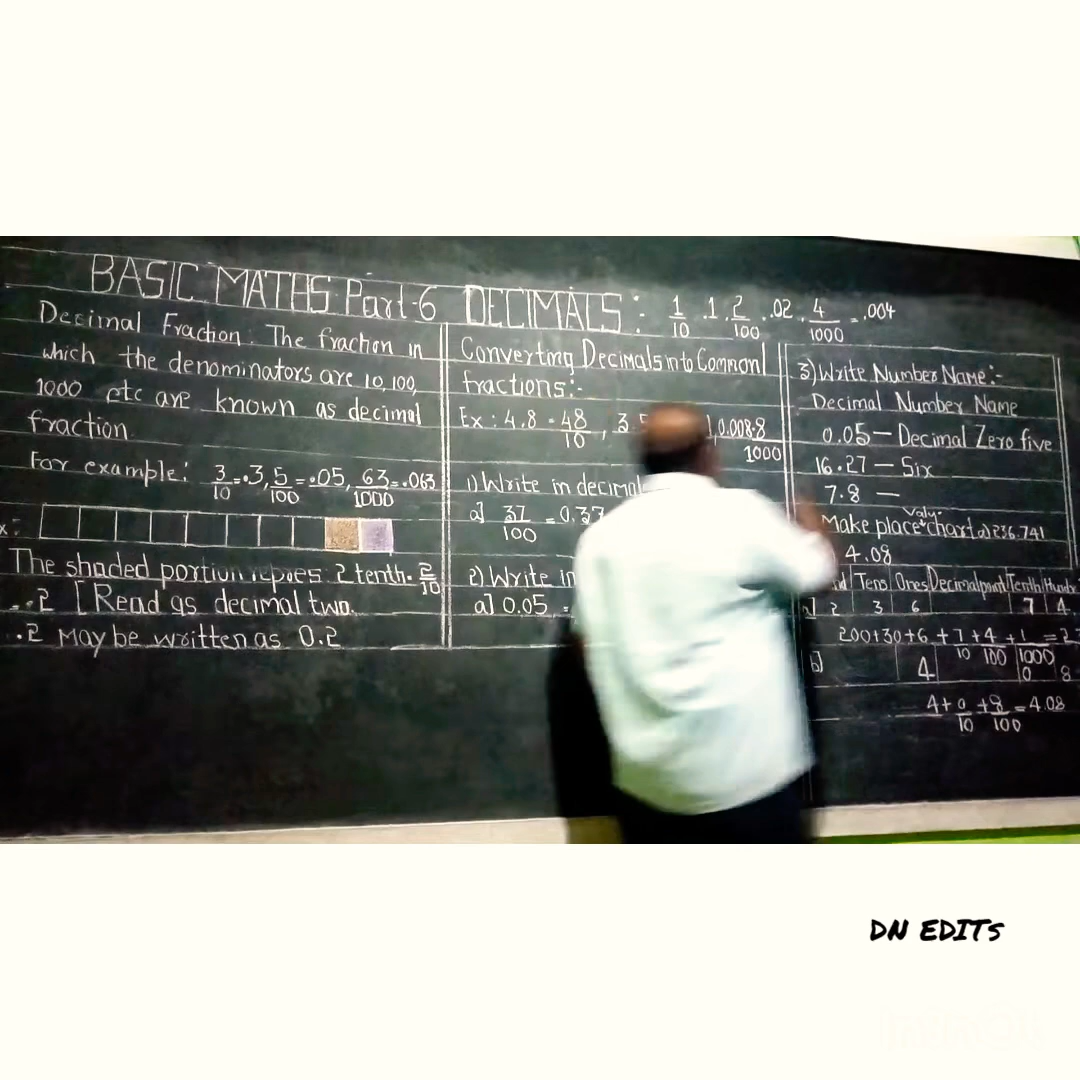 BASIC MATHS: Part-6 DECIMALS: 1/10 .1, 2/100 .02, 4/1000 = .004
Decimal Fraction: The fraction in
which the denominators are 10, 100,
1000 etc are known as decimal
fraction
For example: 3/10 = .3, 5/100 = .05, 63/1000 = .063
x:
The shaded portion 2 tenth = 2/10
= .2 [Read as decimal two.
.2 May be written as 0.2
Converting Decimals into Common
fractions:-
Ex: 4.8 = 48/10, 3.5 0.008 = 8/1000
1) Write in decimal
a] 37/100 = 0.37
2) Write in
a] 0.05 =
3) Write Number Name:-
Decimal Number Name
0.05 — Decimal Zero five
16.27 — Six
7.8 —
Make place value chart a) 236.741
4.08
Tens Ones Decimal point Tenth
2 3 6 7 4
200+30+6+7/10+4/100+1/1000 =
b] 4 0 8
4+0/10+8/100=4.08
DN EDITs